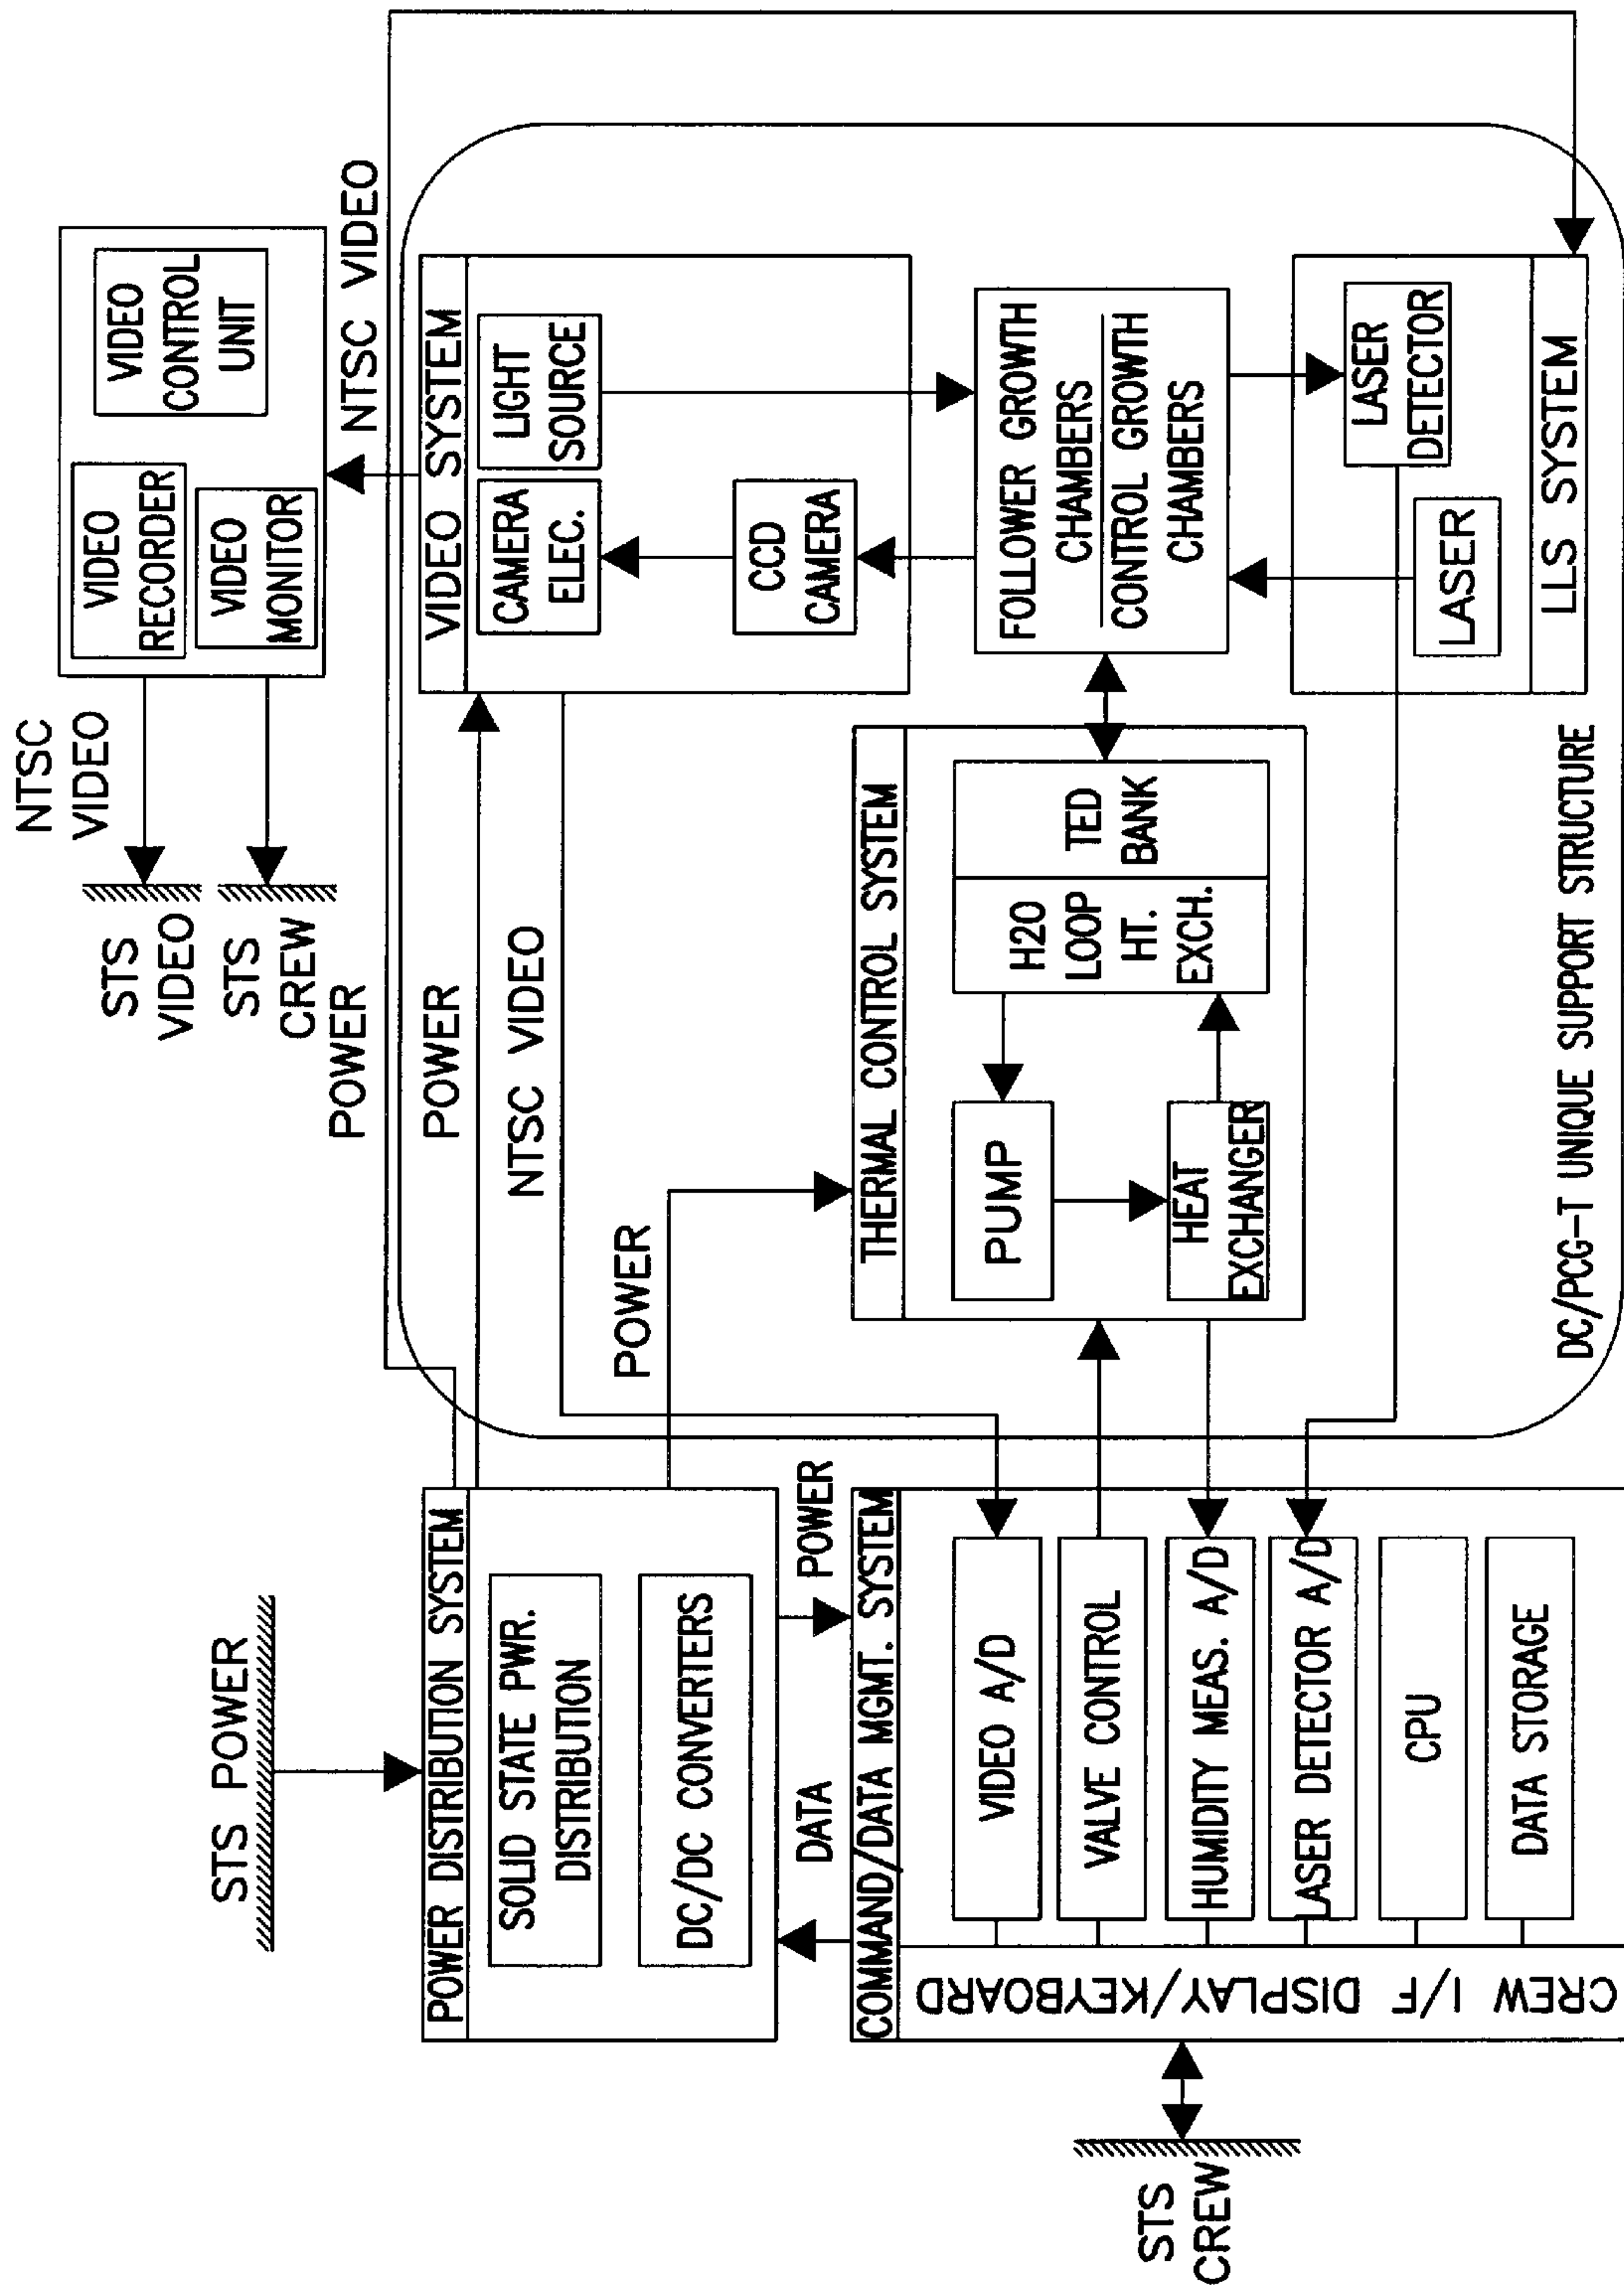 STS POWER
POWER DISTRIBUTION SYSTEM
SOLID STATE PWR.
DISTRIBUTION
DC/DC CONVERTERS
DATA
POWER
COMMAND/DATA MGMT. SYSTEM
CREW I/F DISPLAY/KEYBOARD
VIDEO A/D
VALVE CONTROL
HUMIDITY MEAS. A/D
LASER DETECTOR A/D
CPU
DATA STORAGE
STS
CREW
NTSC
VIDEO
STS
VIDEO
STS
CREW
POWER
POWER
NTSC VIDEO
POWER
VIDEO
RECORDER
VIDEO
MONITOR
VIDEO
CONTROL
UNIT
NTSC VIDEO
VIDEO SYSTEM
CAMERA
ELEC.
LIGHT
SOURCE
CCD
CAMERA
THERMAL CONTROL SYSTEM
PUMP
HEAT
EXCHANGER
H2O
LOOP
HT.
EXCH.
TED
BANK
FOLLOWER GROWTH
CHAMBERS
CONTROL GROWTH
CHAMBERS
LASER
DETECTOR
LASER
LLS SYSTEM
DC/PCG-T UNIQUE SUPPORT STRUCTURE